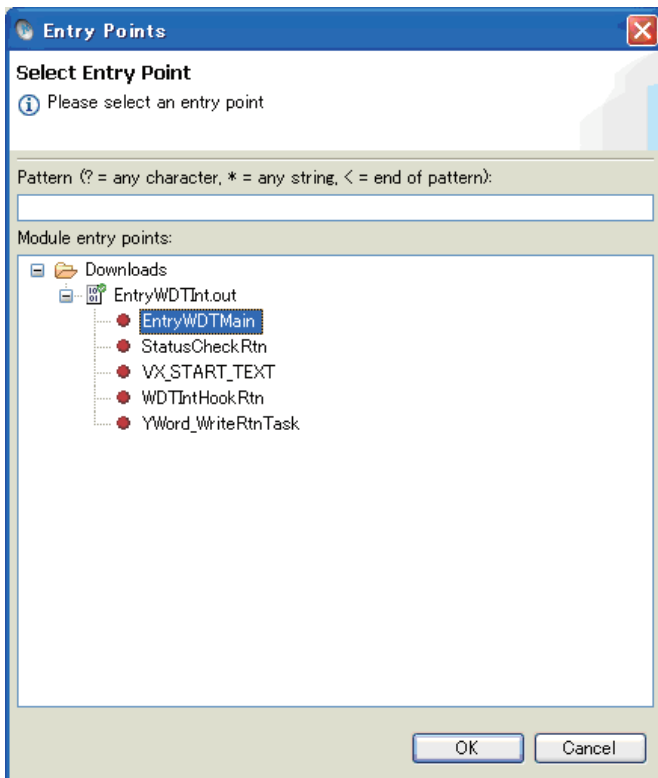 Entry Points
Select Entry Point
Please select an entry point
Pattern (? = any character, * = any string, < = end of pattern):
Module entry points:
Downloads
EntryWDTInt.out
EntryWDTMain
StatusCheckRtn
VX_START_TEXT
WDTIntHookRtn
YWord_WriteRtnTask
OK
Cancel